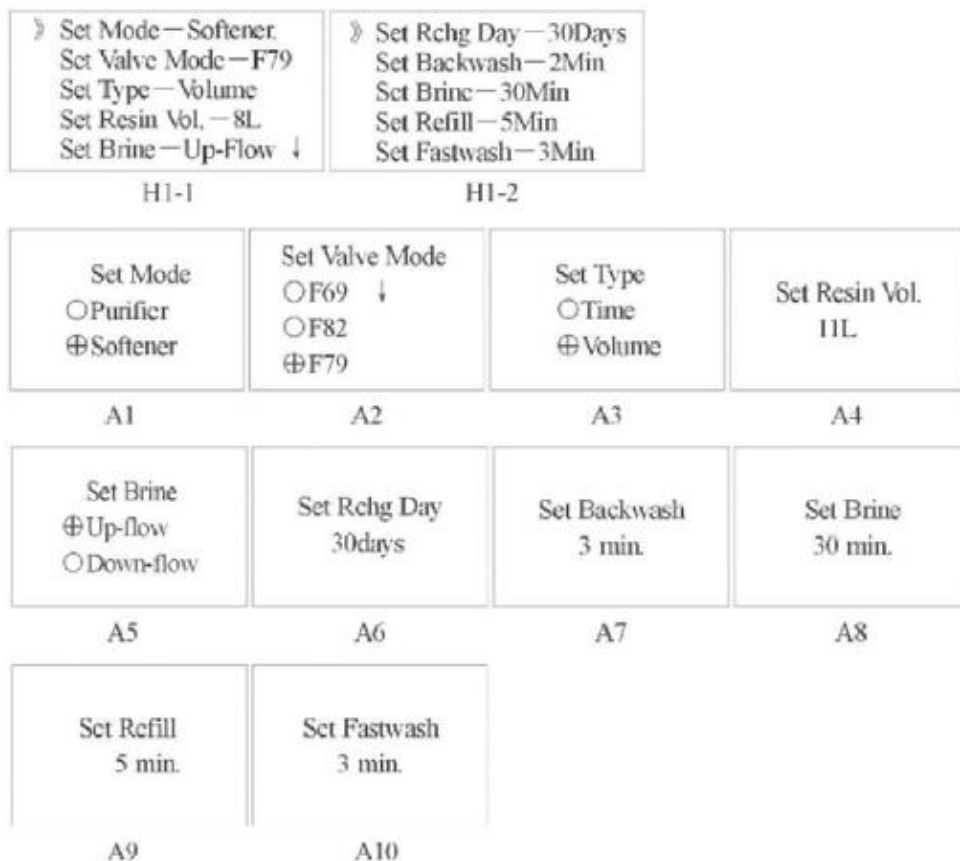 》 Set Mode—Softener.
Set Valve Mode—F79
Set Type—Volume
Set Resin Vol.—8L
Set Brine—Up-Flow ↓
H1-1
》 Set Rchg Day—30Days
Set Backwash—2Min
Set Brine—30Min
Set Refill—5Min
Set Fastwash—3Min
H1-2
Set Mode
○Purifier
⊕Softener
A1
Set Valve Mode
○F69 ↓
○F82
⊕F79
A2
Set Type
○Time
⊕Volume
A3
Set Resin Vol.
11L
A4
Set Brine
⊕Up-flow
○Down-flow
A5
Set Rchg Day
30days
A6
Set Backwash
3 min.
A7
Set Brine
30 min.
A8
Set Refill
5 min.
A9
Set Fastwash
3 min.
A10